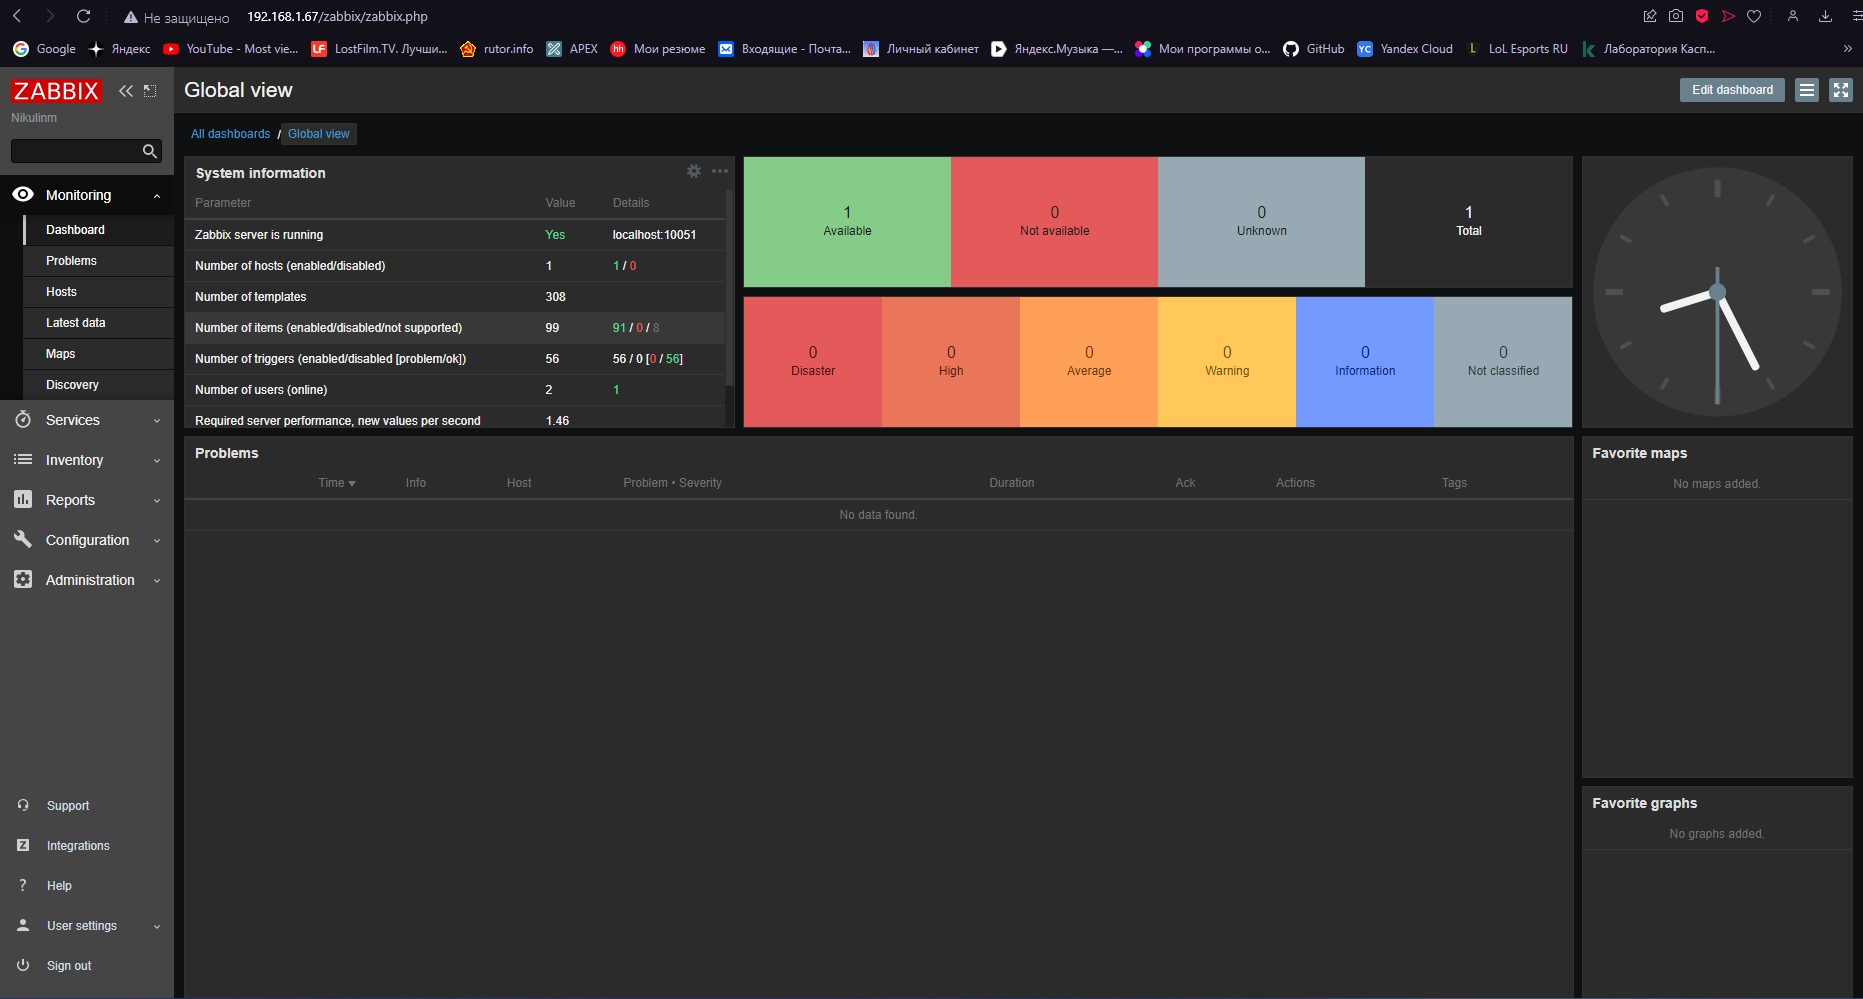 Не защищено 192.168.1.67/zabbix/zabbix.php
Google Яндекс YouTube - Most vie... LostFilm.TV. Лучши... rutor.info APEX Мои резюме Входящие - Почта... Личный кабинет Яндекс.Музыка —... Мои программы о... GitHub Yandex Cloud LoL Esports RU Лаборатория Касп...
ZABBIX
Nikulinm
Monitoring
Dashboard
Problems
Hosts
Latest data
Maps
Discovery
Services
Inventory
Reports
Configuration
Administration
Support
Integrations
Help
User settings
Sign out
Global view
Edit dashboard
All dashboards / Global view
System information
Parameter Value Details
Zabbix server is running Yes localhost:10051
Number of hosts (enabled/disabled) 1 1 / 0
Number of templates 308
Number of items (enabled/disabled/not supported) 99 91 / 0 / 8
Number of triggers (enabled/disabled [problem/ok]) 56 56 / 0 [0 / 56]
Number of users (online) 2 1
Required server performance, new values per second 1.46
1 0 0 1
Available Not available Unknown Total
0 0 0 0 0 0
Disaster High Average Warning Information Not classified
Problems
Time Info Host Problem • Severity Duration Ack Actions Tags
No data found.
Favorite maps
No maps added.
Favorite graphs
No graphs added.